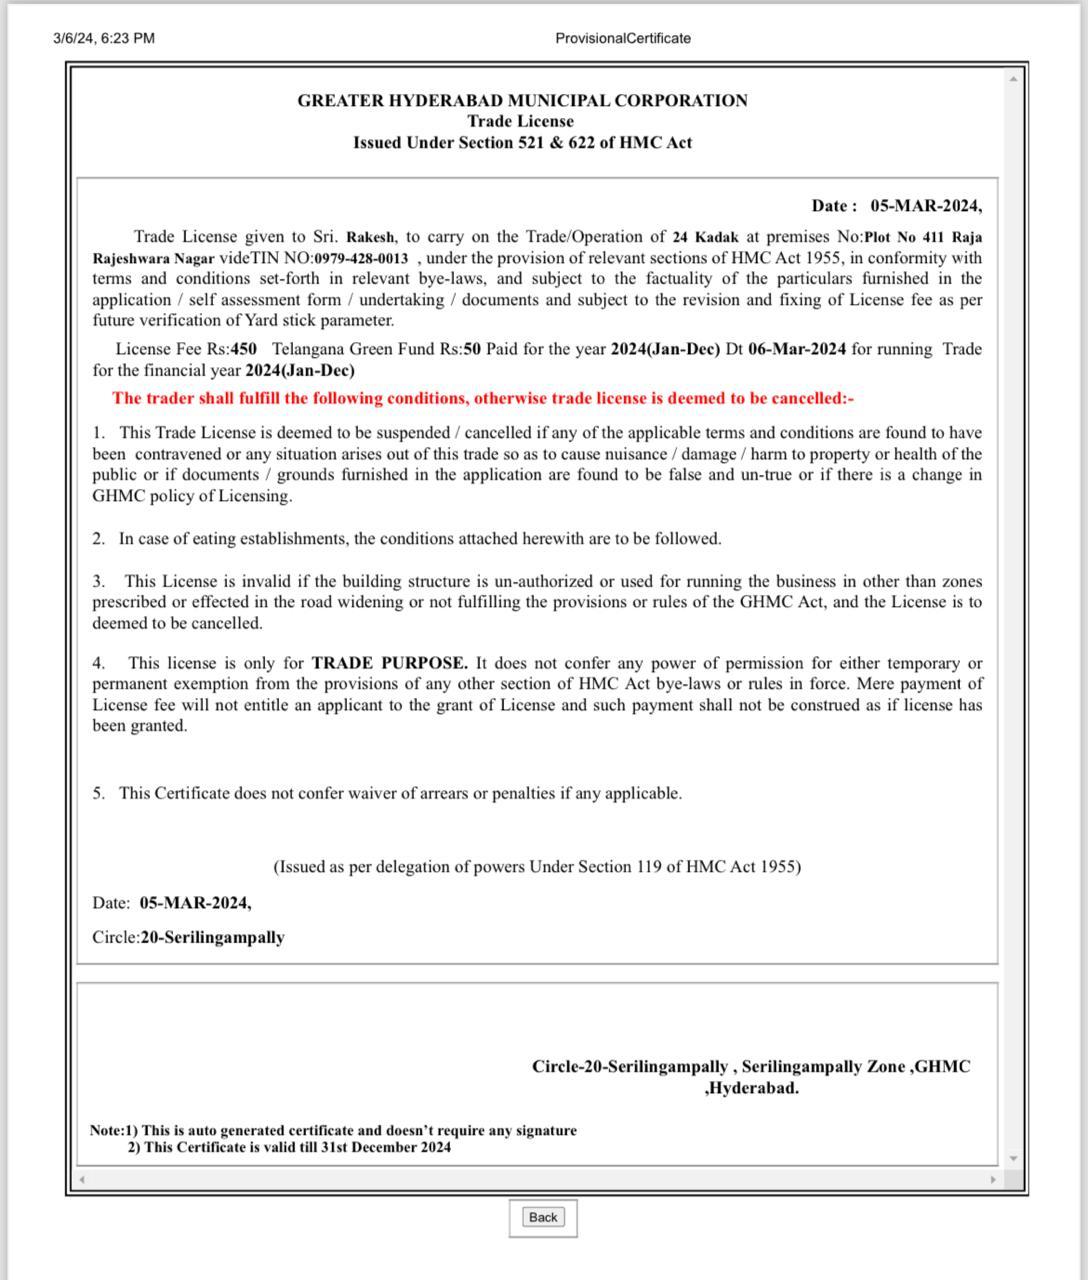 3/6/24, 6:23 PM ProvisionalCertificate
GREATER HYDERABAD MUNICIPAL CORPORATION
Trade License
Issued Under Section 521 & 622 of HMC Act
Date : 05-MAR-2024,
Trade License given to Sri. Rakesh, to carry on the Trade/Operation of 24 Kadak at premises No:Plot No 411 Raja
Rajeshwara Nagar videTIN NO:0979-428-0013 , under the provision of relevant sections of HMC Act 1955, in conformity with
terms and conditions set-forth in relevant bye-laws, and subject to the factuality of the particulars furnished in the
application / self assessment form / undertaking / documents and subject to the revision and fixing of License fee as per
future verification of Yard stick parameter.
License Fee Rs:450 Telangana Green Fund Rs:50 Paid for the year 2024(Jan-Dec) Dt 06-Mar-2024 for running Trade
for the financial year 2024(Jan-Dec)
The trader shall fulfill the following conditions, otherwise trade license is deemed to be cancelled:-
1. This Trade License is deemed to be suspended / cancelled if any of the applicable terms and conditions are found to have
been contravened or any situation arises out of this trade so as to cause nuisance / damage / harm to property or health of the
public or if documents / grounds furnished in the application are found to be false and un-true or if there is a change in
GHMC policy of Licensing.
2. In case of eating establishments, the conditions attached herewith are to be followed.
3. This License is invalid if the building structure is un-authorized or used for running the business in other than zones
prescribed or effected in the road widening or not fulfilling the provisions or rules of the GHMC Act, and the License is to
deemed to be cancelled.
4. This license is only for TRADE PURPOSE. It does not confer any power of permission for either temporary or
permanent exemption from the provisions of any other section of HMC Act bye-laws or rules in force. Mere payment of
License fee will not entitle an applicant to the grant of License and such payment shall not be construed as if license has
been granted.
5. This Certificate does not confer waiver of arrears or penalties if any applicable.
(Issued as per delegation of powers Under Section 119 of HMC Act 1955)
Date: 05-MAR-2024,
Circle:20-Serilingampally
Circle-20-Serilingampally , Serilingampally Zone ,GHMC
,Hyderabad.
Note:1) This is auto generated certificate and doesn't require any signature
2) This Certificate is valid till 31st December 2024
Back